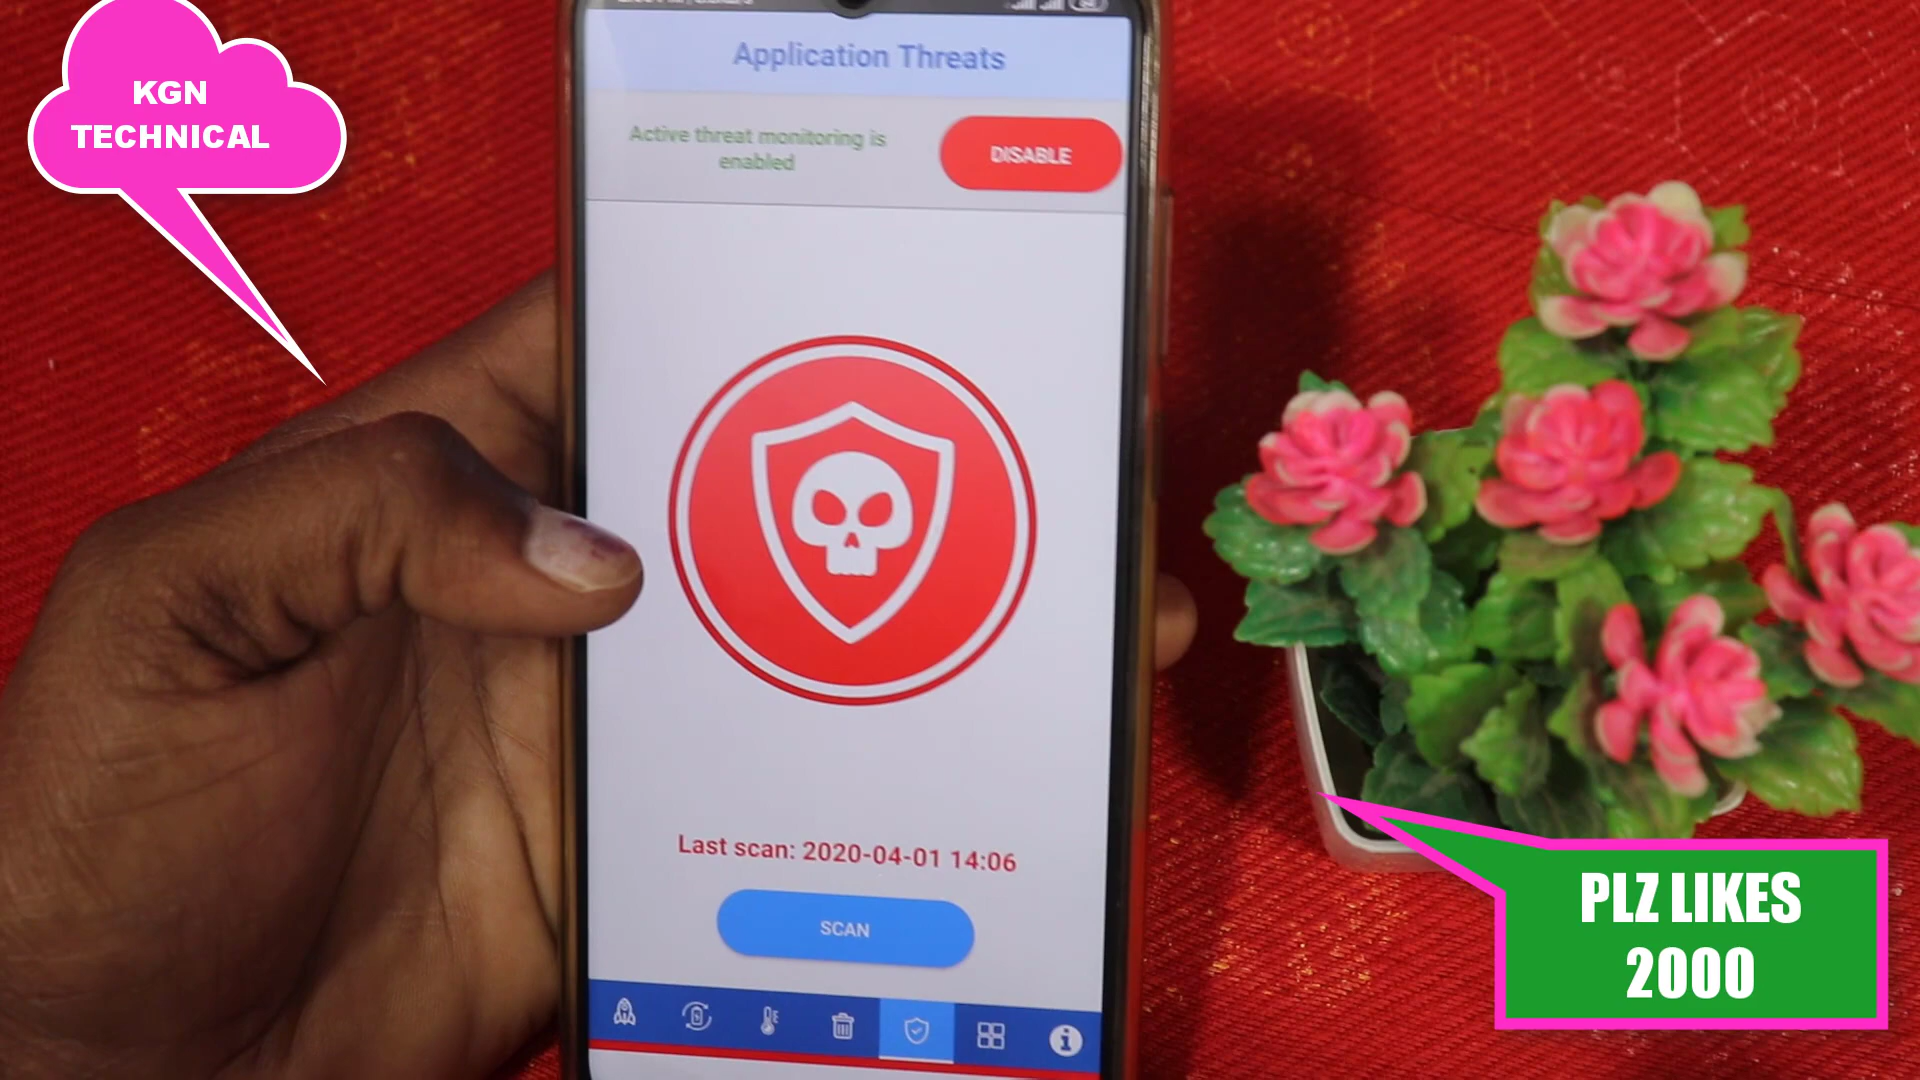 KGN
TECHNICAL
Application Threats
Active threat monitoring is
enabled
DISABLE
Last scan: 2020-04-01 14:06
SCAN
PLZ LIKES
2000